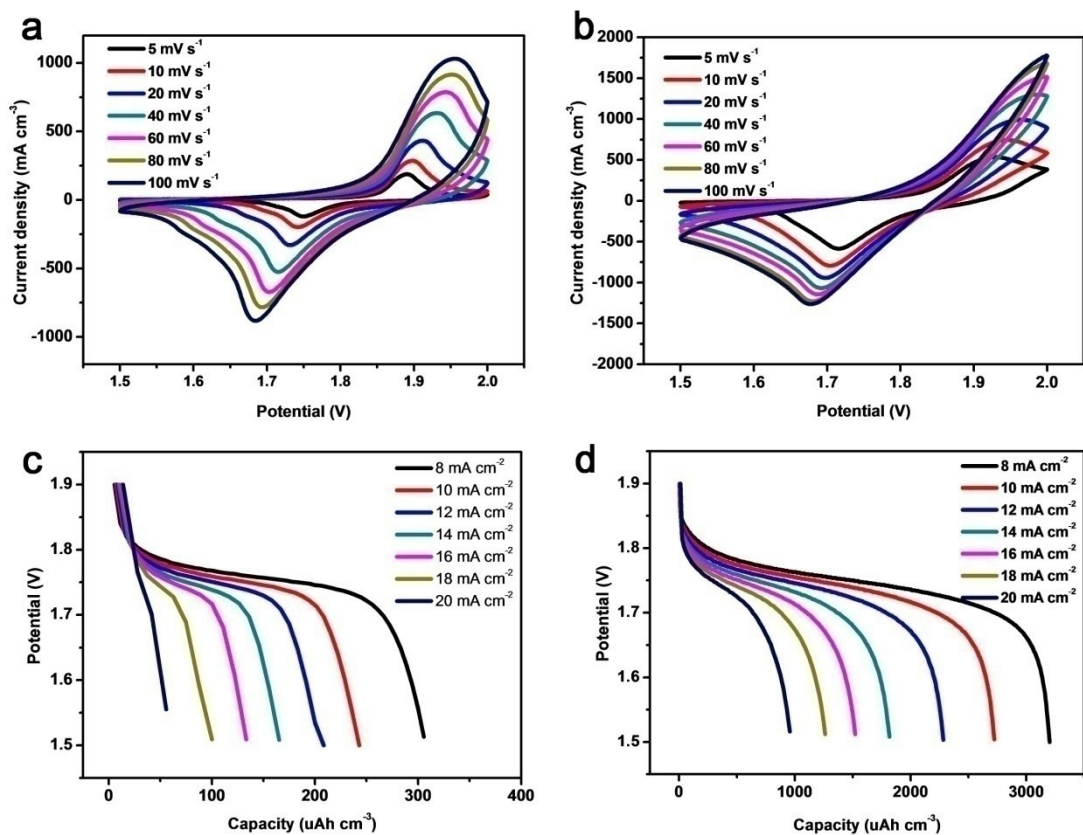 a
5 mV s⁻¹
10 mV s⁻¹
20 mV s⁻¹
40 mV s⁻¹
60 mV s⁻¹
80 mV s⁻¹
100 mV s⁻¹
1000
500
0
-500
-1000
Current density (mA cm⁻³)
1.5 1.6 1.7 1.8 1.9 2.0
Potential (V)
b
5 mV s⁻¹
10 mV s⁻¹
20 mV s⁻¹
40 mV s⁻¹
60 mV s⁻¹
80 mV s⁻¹
100 mV s⁻¹
2000
1500
1000
500
0
-500
-1000
-1500
-2000
Current density (mA cm⁻³)
1.5 1.6 1.7 1.8 1.9 2.0
Potential (V)
c
8 mA cm⁻²
10 mA cm⁻²
12 mA cm⁻²
14 mA cm⁻²
16 mA cm⁻²
18 mA cm⁻²
20 mA cm⁻²
1.9
1.8
1.7
1.6
1.5
Potential (V)
0 100 200 300 400
Capacity (uAh cm⁻³)
d
8 mA cm⁻²
10 mA cm⁻²
12 mA cm⁻²
14 mA cm⁻²
16 mA cm⁻²
18 mA cm⁻²
20 mA cm⁻²
1.9
1.8
1.7
1.6
1.5
Potential (V)
0 1000 2000 3000
Capacity (uAh cm⁻³)